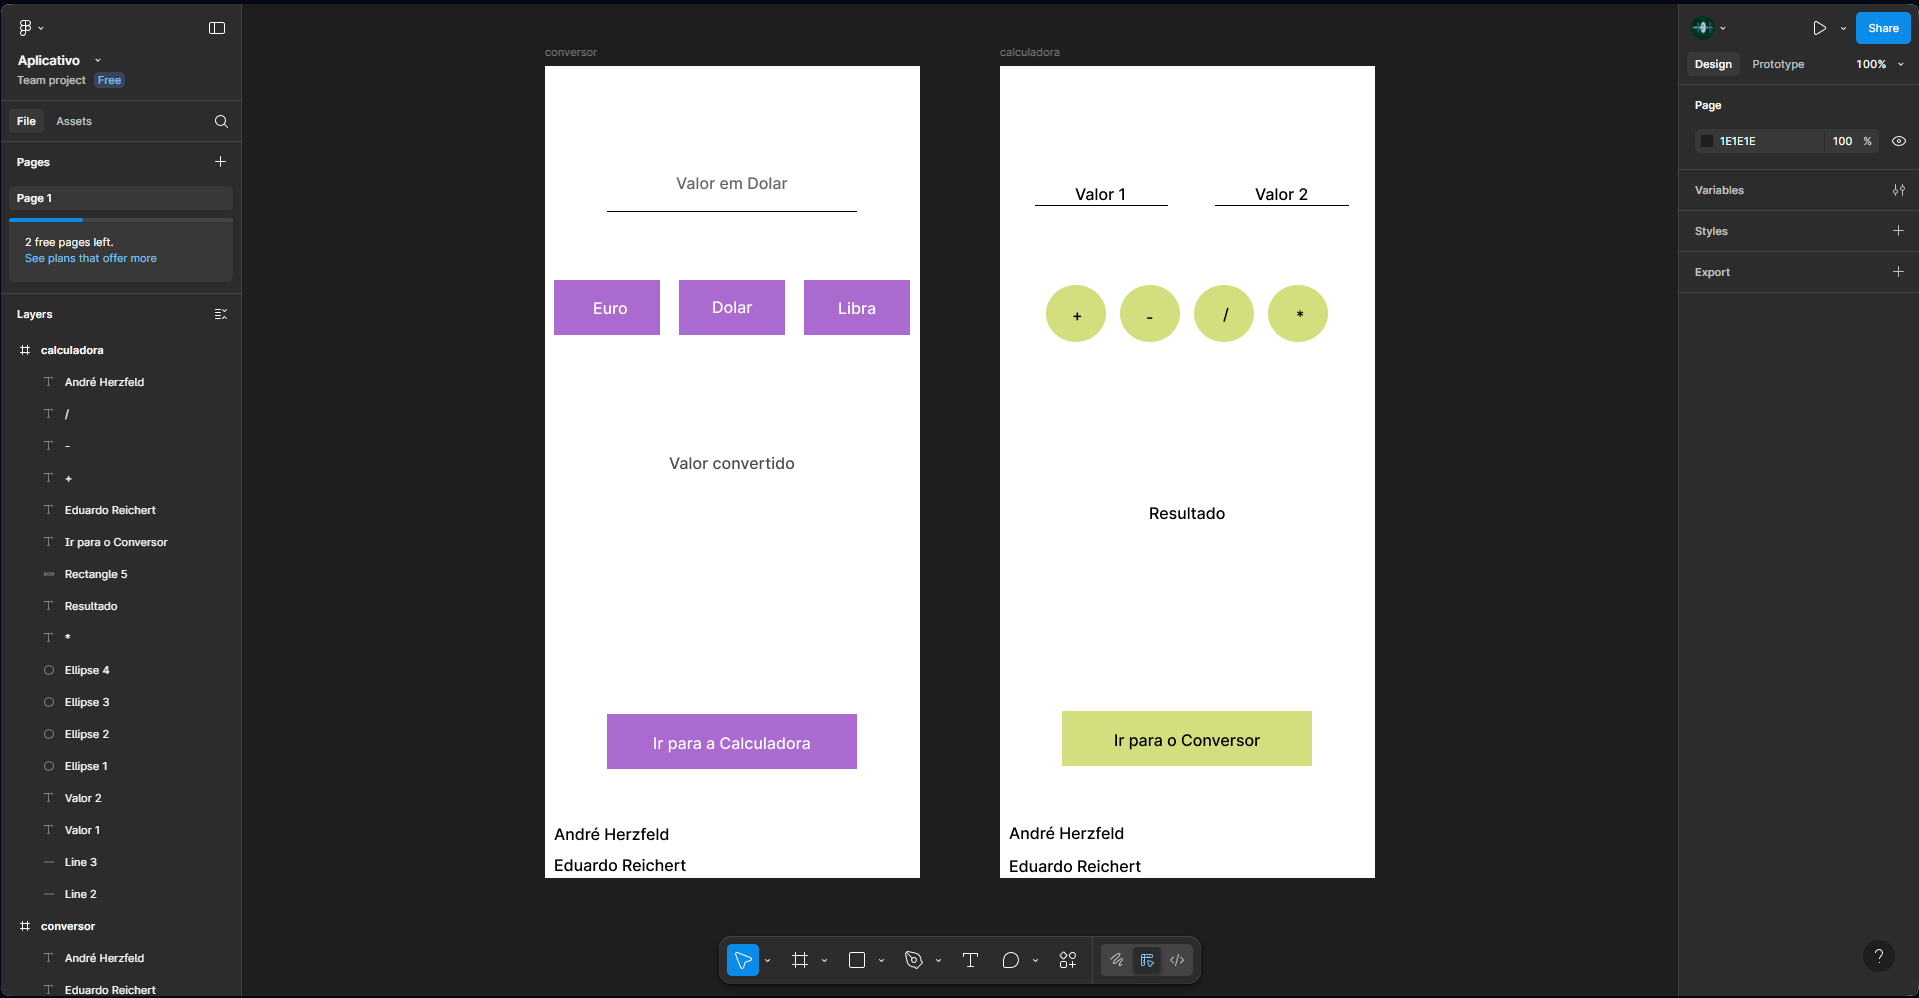 Aplicativo
Team project Free
File Assets
Pages
Page 1
2 free pages left.
See plans that offer more
Layers
calculadora
André Herzfeld
/
-
+
Eduardo Reichert
Ir para o Conversor
Rectangle 5
Resultado
*
Ellipse 4
Ellipse 3
Ellipse 2
Ellipse 1
Valor 2
Valor 1
Line 3
Line 2
conversor
André Herzfeld
Eduardo Reichert
conversor
Valor em Dolar
Euro Dolar Libra
Valor convertido
Ir para a Calculadora
André Herzfeld
Eduardo Reichert
calculadora
Valor 1 Valor 2
+ - / *
Resultado
Ir para o Conversor
André Herzfeld
Eduardo Reichert
Share
Design Prototype 100%
Page
1E1E1E 100 %
Variables
Styles
Export
?